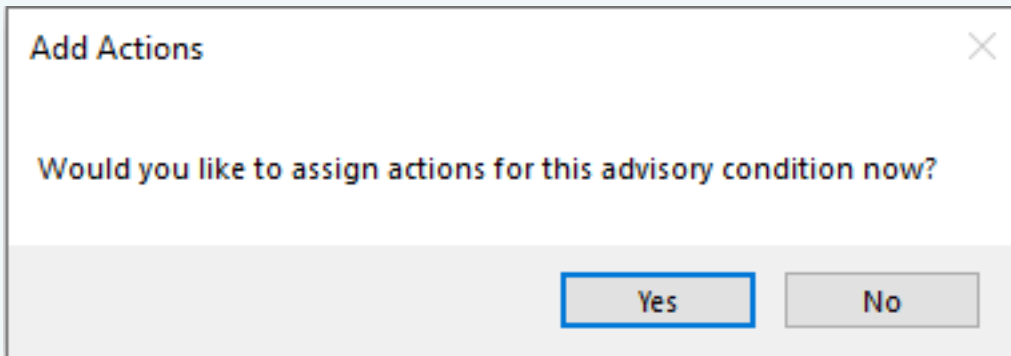 Add Actions
Would you like to assign actions for this advisory condition now?
Yes
No